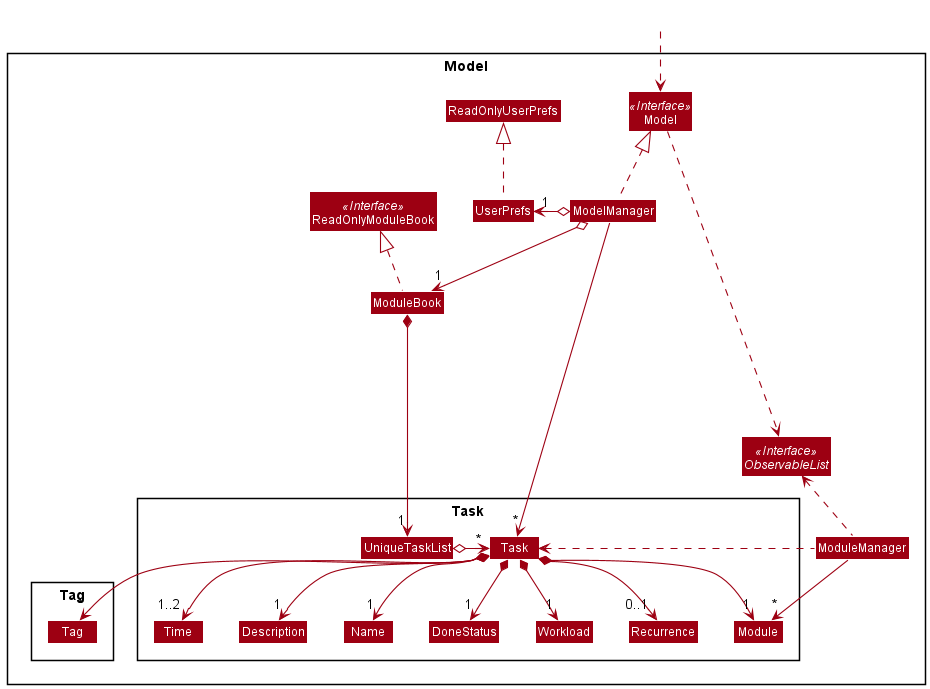 Model
ReadOnlyUserPrefs
«Interface»
Model
«Interface»
ReadOnlyModuleBook
UserPrefs
1
ModelManager
1
ModuleBook
«Interface»
ObservableList
Task
1
*
*
UniqueTaskList
Task
ModuleManager
Tag
1..2
1
1
1
1
0..1
1
*
Tag
Time
Description
Name
DoneStatus
Workload
Recurrence
Module